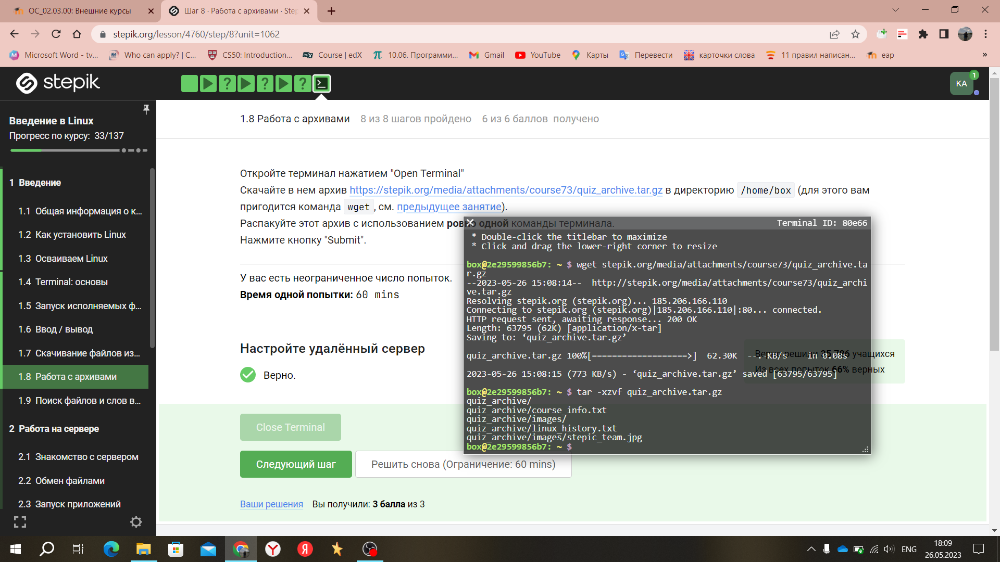 ОС_02.03.00: Внешние курсы
Шаг 8 · Работа с архивами · Step
stepik.org/lesson/4760/step/8?unit=1062
Microsoft Word - tv...
Who can apply? | C...
CS50: Introduction...
edX
Course | edX
10.06. Программи...
Gmail
YouTube
Карты
Перевести
карточки слова
11 правил написан...
eap
»
stepik
KA
1
Введение в Linux
Прогресс по курсу: 33/137
1 Введение
1.1 Общая информация о к...
1.2 Как установить Linux
1.3 Осваиваем Linux
1.4 Terminal: основы
1.5 Запуск исполняемых ф...
1.6 Ввод / вывод
1.7 Скачивание файлов из...
1.8 Работа с архивами
1.9 Поиск файлов и слов в...
2 Работа на сервере
2.1 Знакомство с сервером
2.2 Обмен файлами
2.3 Запуск приложений
1.8 Работа с архивами 8 из 8 шагов пройдено 6 из 6 баллов получено
Откройте терминал нажатием "Open Terminal"
Скачайте в нем архив https://stepik.org/media/attachments/course73/quiz_archive.tar.gz в директорию /home/box (для этого вам
пригодится команда wget, см. предыдущее занятие).
Распакуйте этот архив с использованием ровно одной команды терминала.
Нажмите кнопку "Submit".
У вас есть неограниченное число попыток.
Время одной попытки: 60 mins
Настройте удалённый сервер
Верно.
Верно решили 35 786 учащихся
Из всех попыток 66% верных
Close Terminal
Следующий шаг
Решить снова (Ограничение: 60 mins)
Ваши решения Вы получили: 3 балла из 3
Terminal ID: 80e66
* Double-click the titlebar to maximize
* Click and drag the lower-right corner to resize
box@2e29599856b7: ~ $ wget stepik.org/media/attachments/course73/quiz_archive.ta
r.gz
--2023-05-26 15:08:14-- http://stepik.org/media/attachments/course73/quiz_archi
ve.tar.gz
Resolving stepik.org (stepik.org)... 185.206.166.110
Connecting to stepik.org (stepik.org)|185.206.166.110|:80... connected.
HTTP request sent, awaiting response... 200 OK
Length: 63795 (62K) [application/x-tar]
Saving to: ‘quiz_archive.tar.gz’
quiz_archive.tar.gz 100%[===================>] 62.30K --.-KB/s in 0.08s
2023-05-26 15:08:15 (773 KB/s) - ‘quiz_archive.tar.gz’ saved [63795/63795]
box@2e29599856b7: ~ $ tar -xzvf quiz_archive.tar.gz
quiz_archive/
quiz_archive/course_info.txt
quiz_archive/images/
quiz_archive/linux_history.txt
quiz_archive/images/stepic_team.jpg
box@2e29599856b7: ~ $
ENG
18:09
26.05.2023